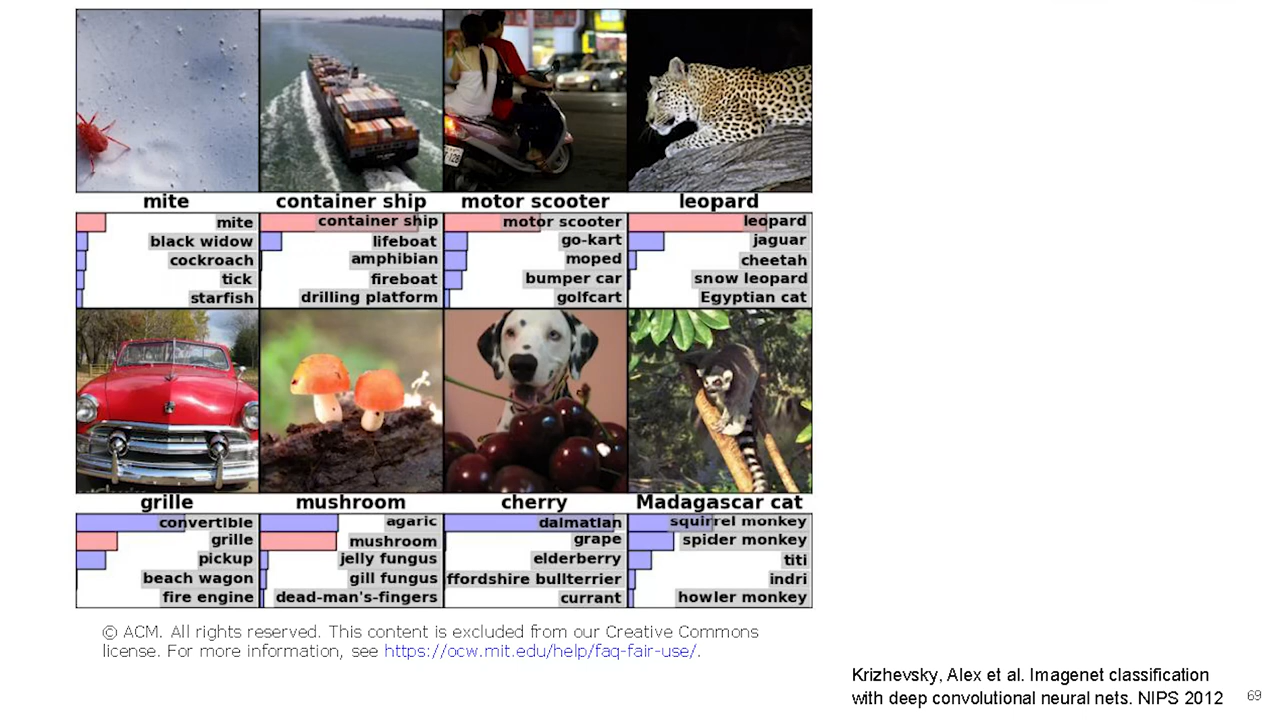 mite
container ship
motor scooter
leopard
mite
black widow
cockroach
tick
starfish
container ship
lifeboat
amphibian
fireboat
drilling platform
motor scooter
go-kart
moped
bumper car
golfcart
leopard
jaguar
cheetah
snow leopard
Egyptian cat
grille
mushroom
cherry
Madagascar cat
convertible
grille
pickup
beach wagon
fire engine
agaric
mushroom
jelly fungus
gill fungus
dead-man's-fingers
dalmatian
grape
elderberry
ffordshire bullterrier
currant
squirrel monkey
spider monkey
titi
indri
howler monkey
© ACM. All rights reserved. This content is excluded from our Creative Commons
license. For more information, see https://ocw.mit.edu/help/faq-fair-use/.
Krizhevsky, Alex et al. Imagenet classification
with deep convolutional neural nets. NIPS 2012
69